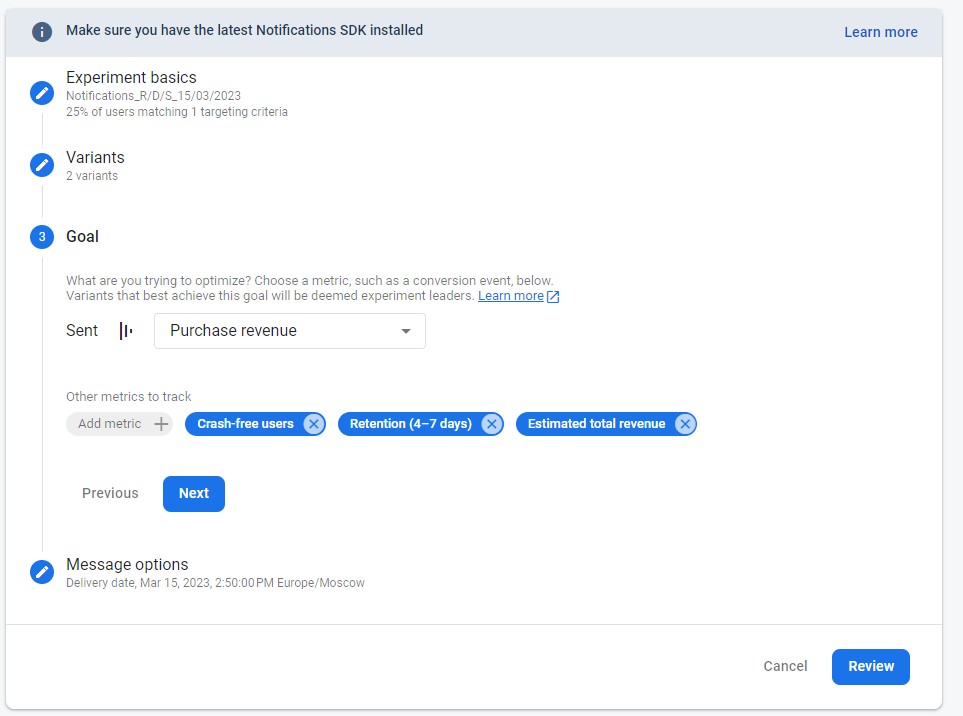 Make sure you have the latest Notifications SDK installed
Learn more
Experiment basics
Notifications_R/D/S_15/03/2023
25% of users matching 1 targeting criteria
Variants
2 variants
3
Goal
What are you trying to optimize? Choose a metric, such as a conversion event, below.
Variants that best achieve this goal will be deemed experiment leaders. Learn more
Sent
Purchase revenue
Other metrics to track
Add metric
Crash-free users
Retention (4–7 days)
Estimated total revenue
Previous
Next
Message options
Delivery date, Mar 15, 2023, 2:50:00 PM Europe/Moscow
Cancel
Review